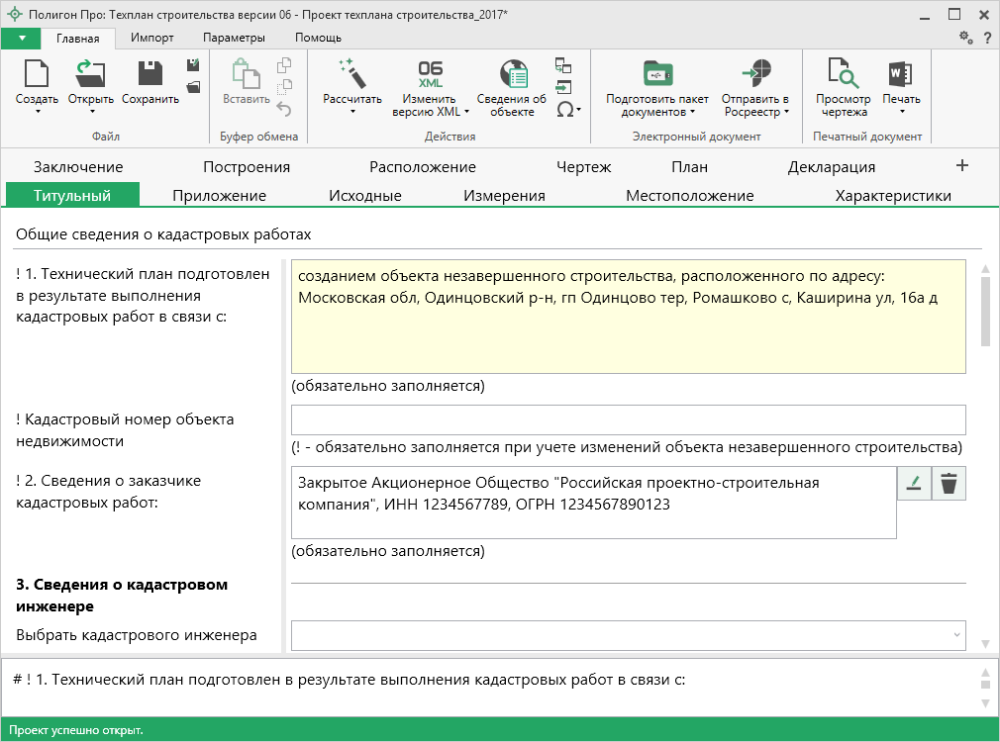 Полигон Про: Техплан строительства версии 06 - Проект техплана строительства_2017*
Главная Импорт Параметры Помощь
?
06
XML
W
Создать Открыть Сохранить Вставить Рассчитать Изменить версию XML Сведения об объекте Подготовить пакет документов Отправить в Росреестр Просмотр чертежа Печать
Ω
Файл Буфер обмена Действия Электронный документ Печатный документ
Заключение Построения Расположение Чертеж План Декларация +
Титульный Приложение Исходные Измерения Местоположение Характеристики
Общие сведения о кадастровых работах
! 1. Технический план подготовлен
в результате выполнения
кадастровых работ в связи с:
созданием объекта незавершенного строительства, расположенного по адресу:
Московская обл, Одинцовский р-н, гп Одинцово тер, Ромашково с, Каширина ул, 16а д
(обязательно заполняется)
! Кадастровый номер объекта
недвижимости
(! - обязательно заполняется при учете изменений объекта незавершенного строительства)
! 2. Сведения о заказчике
кадастровых работ:
Закрытое Акционерное Общество "Российская проектно-строительная
компания", ИНН 1234567789, ОГРН 1234567890123
(обязательно заполняется)
3. Сведения о кадастровом
инженере
Выбрать кадастрового инженера
# ! 1. Технический план подготовлен в результате выполнения кадастровых работ в связи с:
Проект успешно открыт.